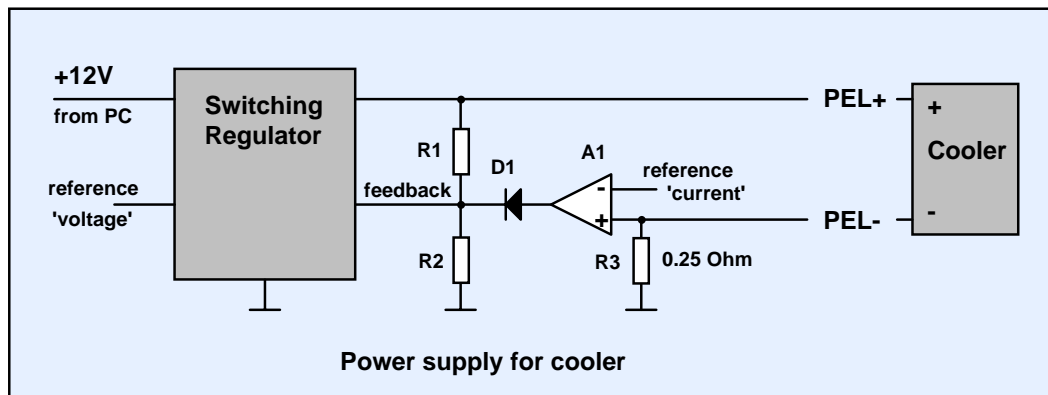 +12V
from PC
Switching
Regulator
reference
'voltage'
feedback
R1
R2
D1
A1
-
+
reference
'current'
R3
0.25 Ohm
PEL+
PEL-
+
Cooler
-
Power supply for cooler